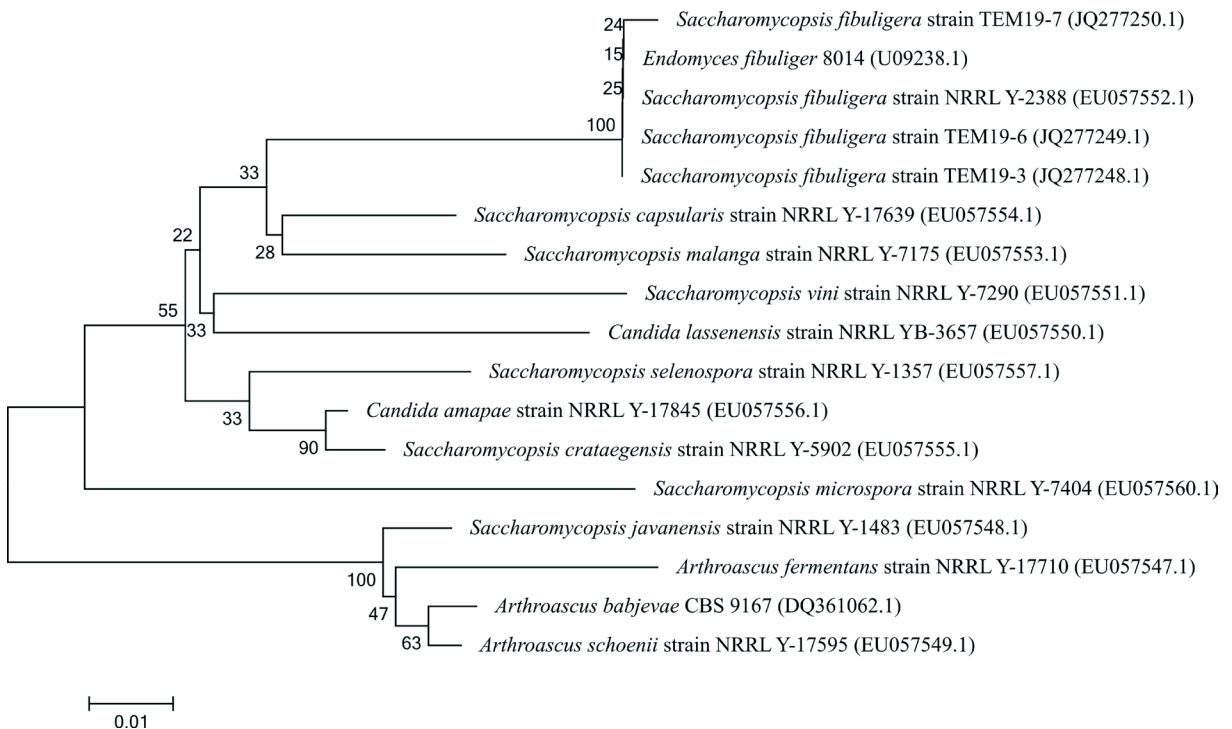 24
Saccharomycopsis fibuligera strain TEM19-7 (JQ277250.1)
15
Endomyces fibuliger 8014 (U09238.1)
25
Saccharomycopsis fibuligera strain NRRL Y-2388 (EU057552.1)
100
Saccharomycopsis fibuligera strain TEM19-6 (JQ277249.1)
Saccharomycopsis fibuligera strain TEM19-3 (JQ277248.1)
33
Saccharomycopsis capsularis strain NRRL Y-17639 (EU057554.1)
22
28
Saccharomycopsis malanga strain NRRL Y-7175 (EU057553.1)
Saccharomycopsis vini strain NRRL Y-7290 (EU057551.1)
55
33
Candida lassenensis strain NRRL YB-3657 (EU057550.1)
Saccharomycopsis selenospora strain NRRL Y-1357 (EU057557.1)
33
Candida amapae strain NRRL Y-17845 (EU057556.1)
90
Saccharomycopsis crataegensis strain NRRL Y-5902 (EU057555.1)
Saccharomycopsis microspora strain NRRL Y-7404 (EU057560.1)
Saccharomycopsis javanensis strain NRRL Y-1483 (EU057548.1)
100
Arthroascus fermentans strain NRRL Y-17710 (EU057547.1)
47
Arthroascus babjevae CBS 9167 (DQ361062.1)
63
Arthroascus schoenii strain NRRL Y-17595 (EU057549.1)
0.01